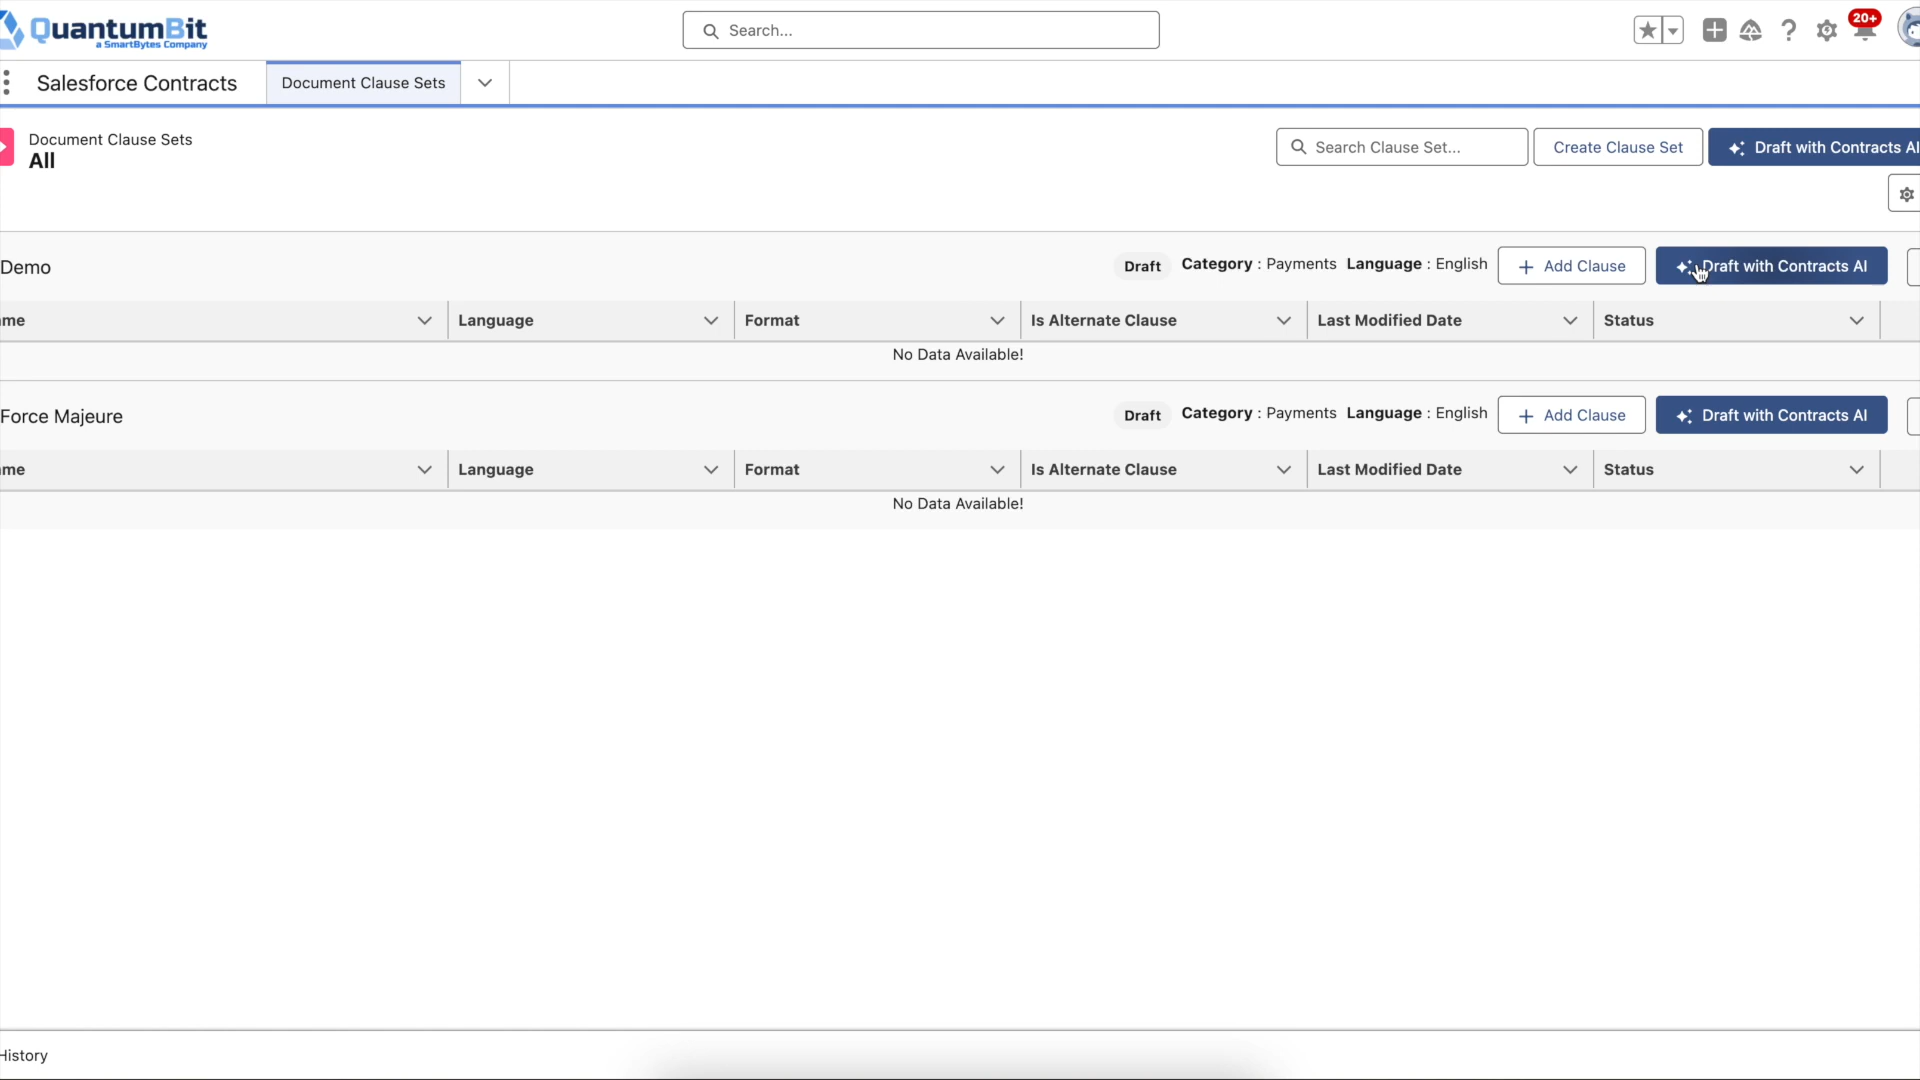 QuantumBit
a SmartBytes Company
Search...
20+
Salesforce Contracts
Document Clause Sets
Document Clause Sets
All
Search Clause Set...
Create Clause Set
Draft with Contracts AI
Demo
Draft
Category : Payments Language : English
Add Clause
Draft with Contracts AI
me
Language
Format
Is Alternate Clause
Last Modified Date
Status
No Data Available!
Force Majeure
Draft
Category : Payments Language : English
Add Clause
Draft with Contracts AI
me
Language
Format
Is Alternate Clause
Last Modified Date
Status
No Data Available!
History